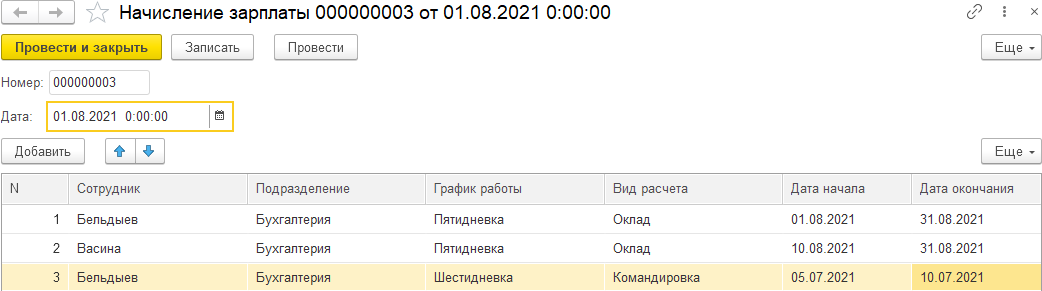 Начисление зарплаты 000000003 от 01.08.2021 0:00:00
Провести и закрыть Записать Провести Еще
Номер: 000000003
Дата: 01.08.2021 0:00:00
Добавить Еще
N Сотрудник Подразделение График работы Вид расчета Дата начала Дата окончания
1 Бельдыев Бухгалтерия Пятидневка Оклад 01.08.2021 31.08.2021
2 Васина Бухгалтерия Пятидневка Оклад 10.08.2021 31.08.2021
3 Бельдыев Бухгалтерия Шестидневка Командировка 05.07.2021 10.07.2021